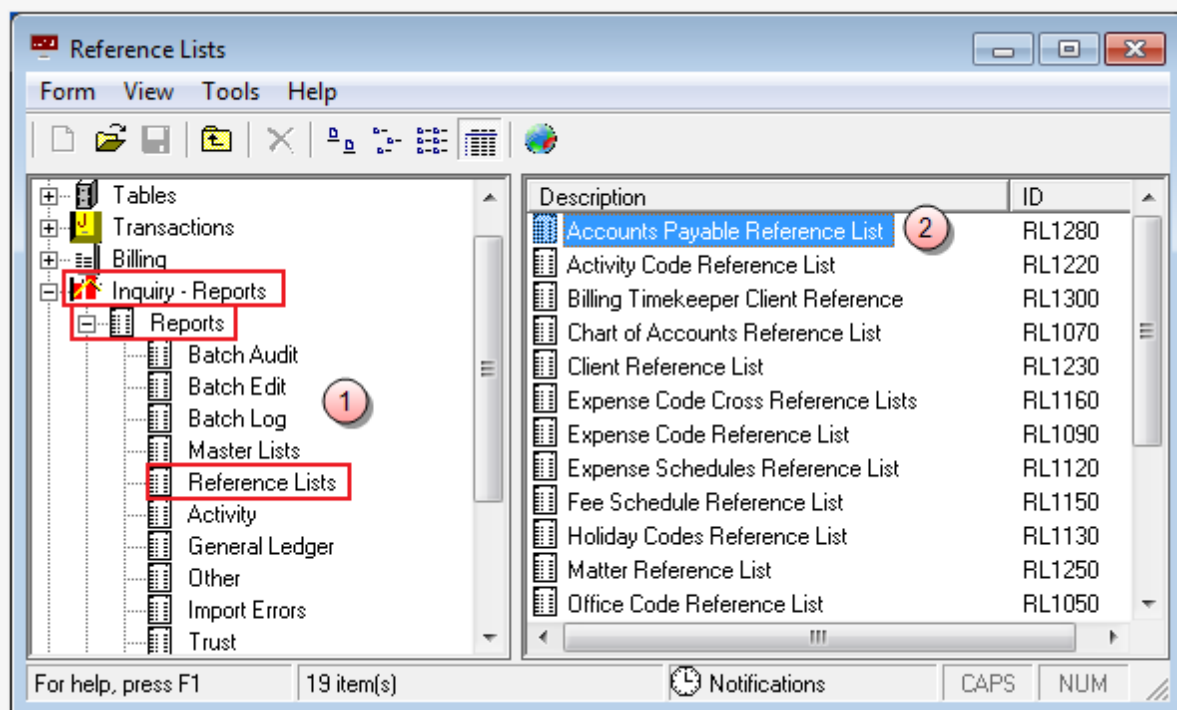 Reference Lists
Form View Tools Help
Tables
Transactions
Billing
Inquiry - Reports
Reports
Batch Audit
Batch Edit
1
Batch Log
Master Lists
Reference Lists
Activity
General Ledger
Other
Import Errors
Trust
Description ID
Accounts Payable Reference List 2 RL1280
Activity Code Reference List RL1220
Billing Timekeeper Client Reference RL1300
Chart of Accounts Reference List RL1070
Client Reference List RL1230
Expense Code Cross Reference Lists RL1160
Expense Code Reference List RL1090
Expense Schedules Reference List RL1120
Fee Schedule Reference List RL1150
Holiday Codes Reference List RL1130
Matter Reference List RL1250
Office Code Reference List RL1050
For help, press F1 19 item(s) Notifications CAPS NUM